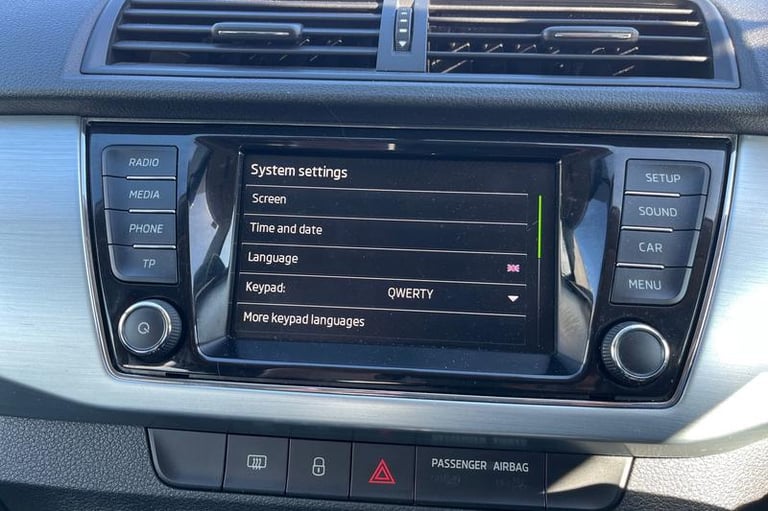 RADIO
MEDIA
PHONE
TP
System settings
Screen
Time and date
Language
Keypad: QWERTY
More keypad languages
SETUP
SOUND
CAR
MENU
PASSENGER AIRBAG